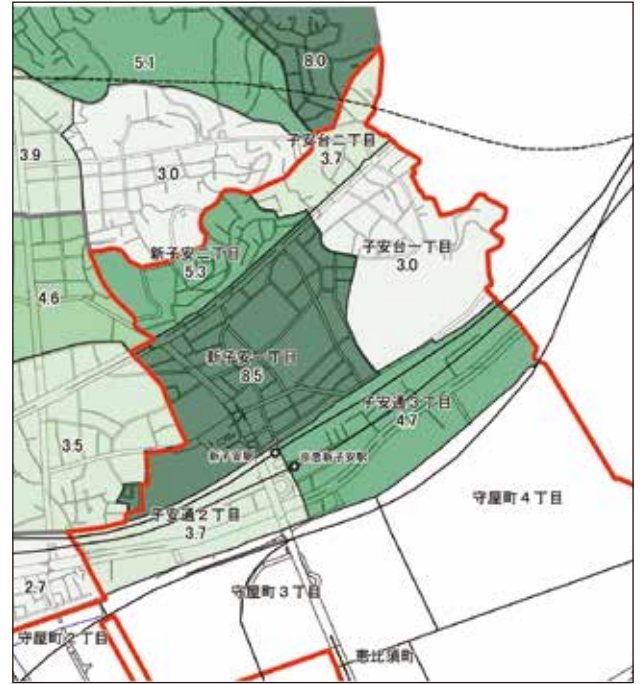 5.1
8.0
子安台二丁目
3.7
3.9
3.0
新子安二丁目
5.3
子安台一丁目
3.0
4.6
新子安一丁目
8.5
子安通3丁目
4.7
3.5
新子安駅
京急新子安駅
守屋町4丁目
子安通2丁目
3.7
2.7
守屋町3丁目
守屋町2丁目
恵比須町